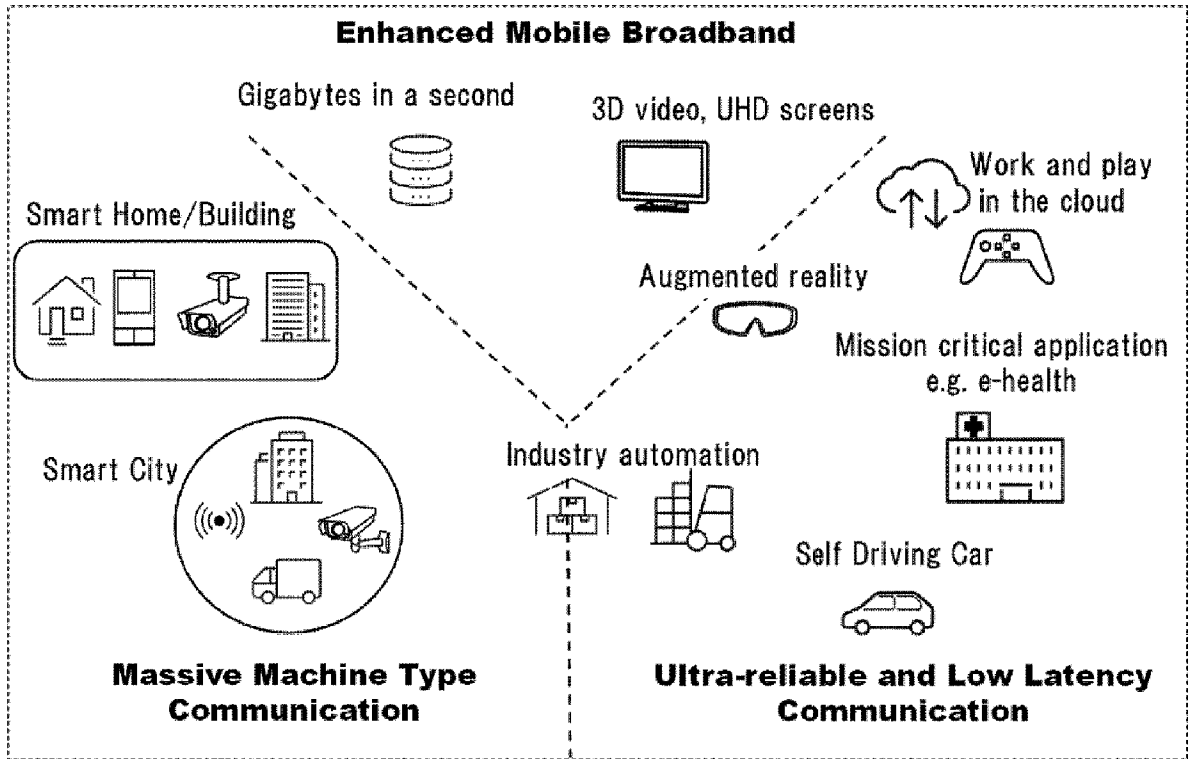 Enhanced Mobile Broadband
Gigabytes in a second
3D video, UHD screens
Work and play
in the cloud
Smart Home/Building
Augmented reality
Mission critical application
e.g. e-health
Smart City
Industry automation
Self Driving Car
Massive Machine Type
Communication
Ultra-reliable and Low Latency
Communication